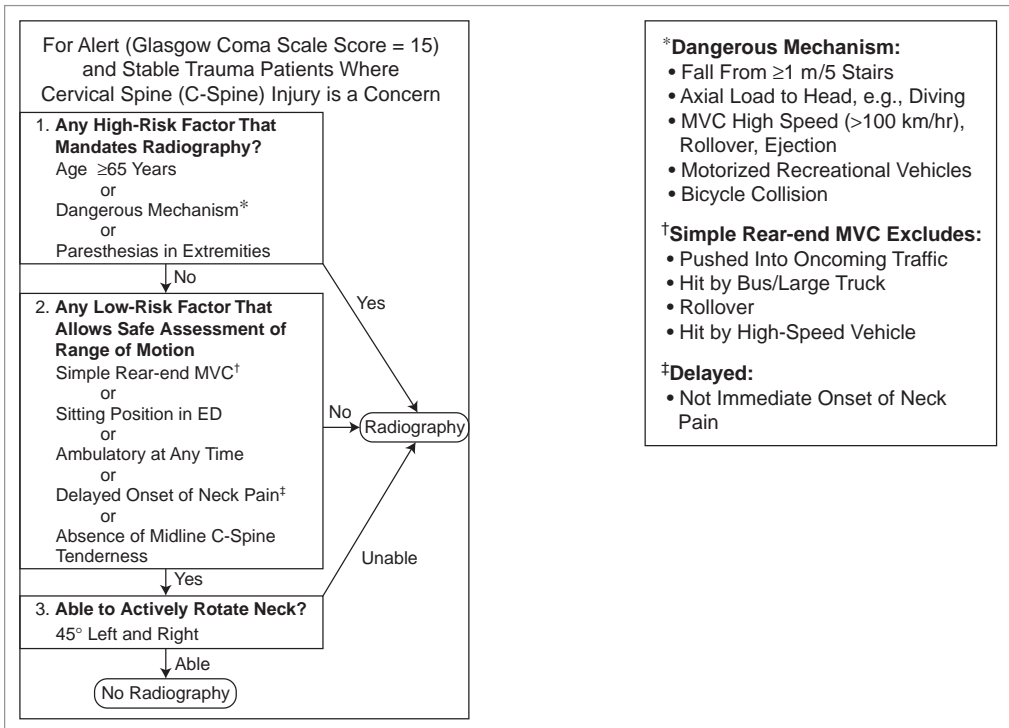 For Alert (Glasgow Coma Scale Score = 15)
and Stable Trauma Patients Where
Cervical Spine (C-Spine) Injury is a Concern
1. Any High-Risk Factor That
Mandates Radiography?
Age ≥65 Years
or
Dangerous Mechanism*
or
Paresthesias in Extremities
No
Yes
2. Any Low-Risk Factor That
Allows Safe Assessment of
Range of Motion
Simple Rear-end MVC†
or
Sitting Position in ED
or
Ambulatory at Any Time
or
Delayed Onset of Neck Pain‡
or
Absence of Midline C-Spine
Tenderness
No
Radiography
Yes
Unable
3. Able to Actively Rotate Neck?
45° Left and Right
Able
No Radiography
*Dangerous Mechanism:
• Fall From ≥1 m/5 Stairs
• Axial Load to Head, e.g., Diving
• MVC High Speed (>100 km/hr),
Rollover, Ejection
• Motorized Recreational Vehicles
• Bicycle Collision
†Simple Rear-end MVC Excludes:
• Pushed Into Oncoming Traffic
• Hit by Bus/Large Truck
• Rollover
• Hit by High-Speed Vehicle
‡Delayed:
• Not Immediate Onset of Neck
Pain